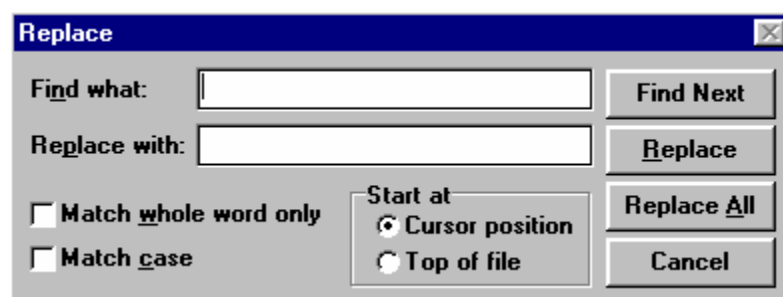 Replace
Find what:
Find Next
Replace with:
Replace
Match whole word only
Match case
Start at
Cursor position
Top of file
Replace All
Cancel